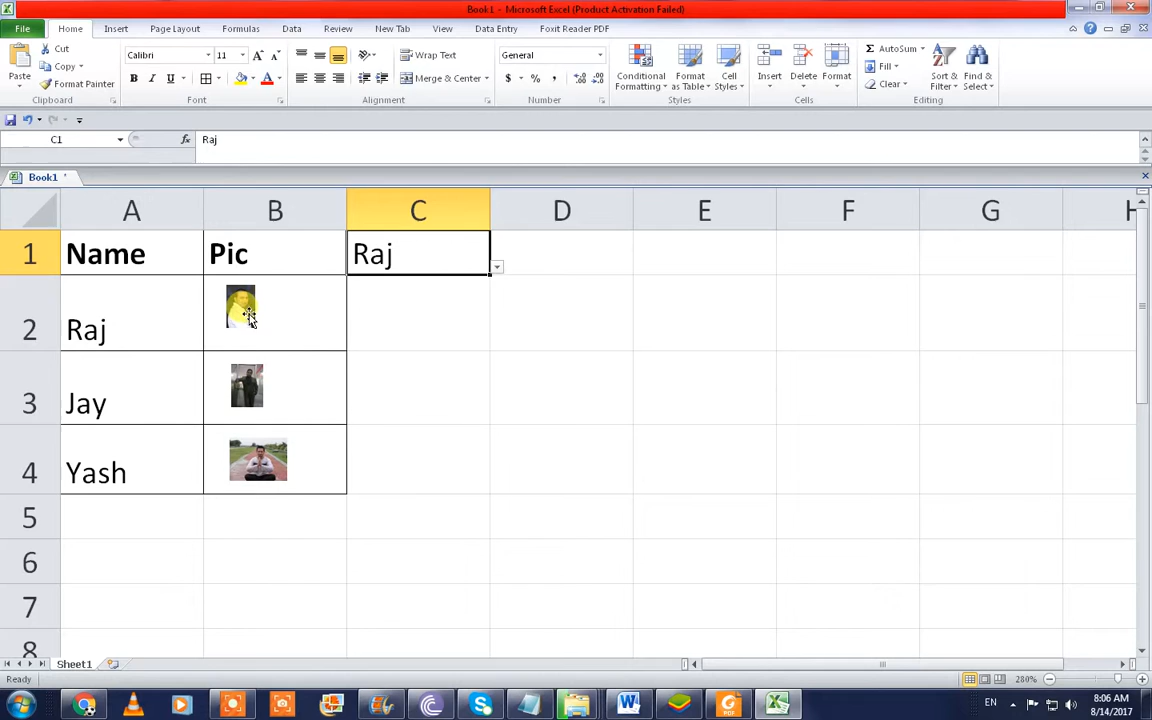 Book1 - Microsoft Excel (Product Activation Failed)
File Home Insert Page Layout Formulas Data Review New Tab View Data Entry Foxit Reader PDF
Paste
Cut
Copy
Format Painter
Clipboard
Calibri 11
B I U
Font
Wrap Text
Merge & Center
Alignment
General
$ % ,
Number
Conditional Formatting
Format as Table
Cell Styles
Styles
Insert Delete Format
Cells
AutoSum
Fill
Clear
Sort & Filter
Find & Select
Editing
C1 fx Raj
Book1
A B C D E F G H
1 Name Pic Raj
2 Raj
3 Jay
4 Yash
5
6
7
8
Sheet1
Ready 280%
EN 8:06 AM
8/14/2017